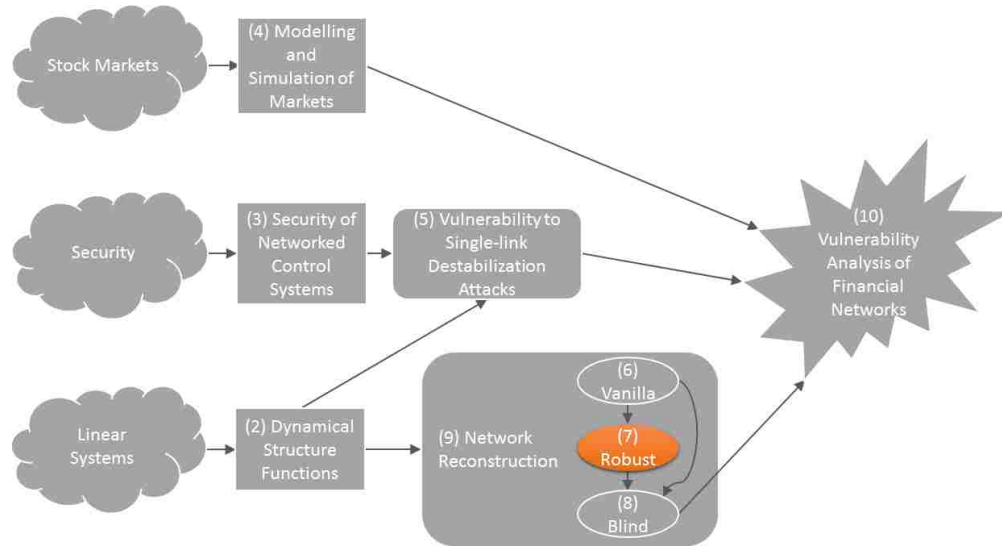 Stock Markets
(4) Modelling
and
Simulation of
Markets
Security
(3) Security of
Networked
Control
Systems
(5) Vulnerability to
Single-link
Destabilization
Attacks
(10)
Vulnerability
Analysis of
Financial
Networks
Linear
Systems
(2) Dynamical
Structure
Functions
(9) Network
Reconstruction
(6)
Vanilla
(7)
Robust
(8)
Blind